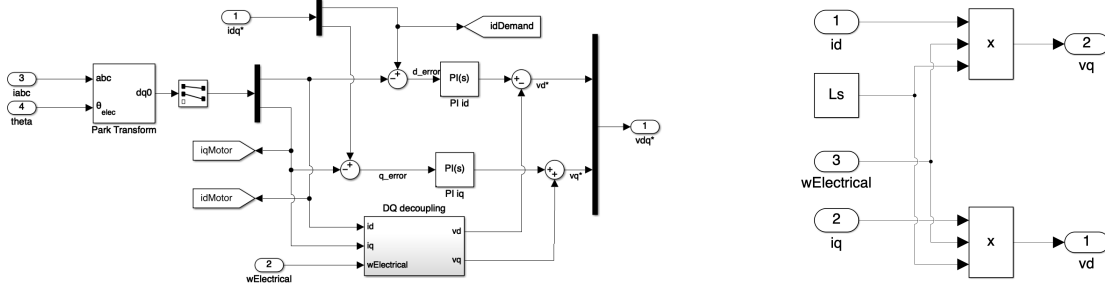 1
idq*
idDemand
3
iabc
4
theta
abc
dq0
θelec
Park Transform
d_error
PI(s)
PI id
vd*
1
vdq*
iqMotor
q_error
PI(s)
PI iq
vq*
idMotor
DQ decoupling
id
iq
wElectrical
vd
vq
2
wElectrical
1
id
x
2
vq
Ls
3
wElectrical
2
iq
x
1
vd